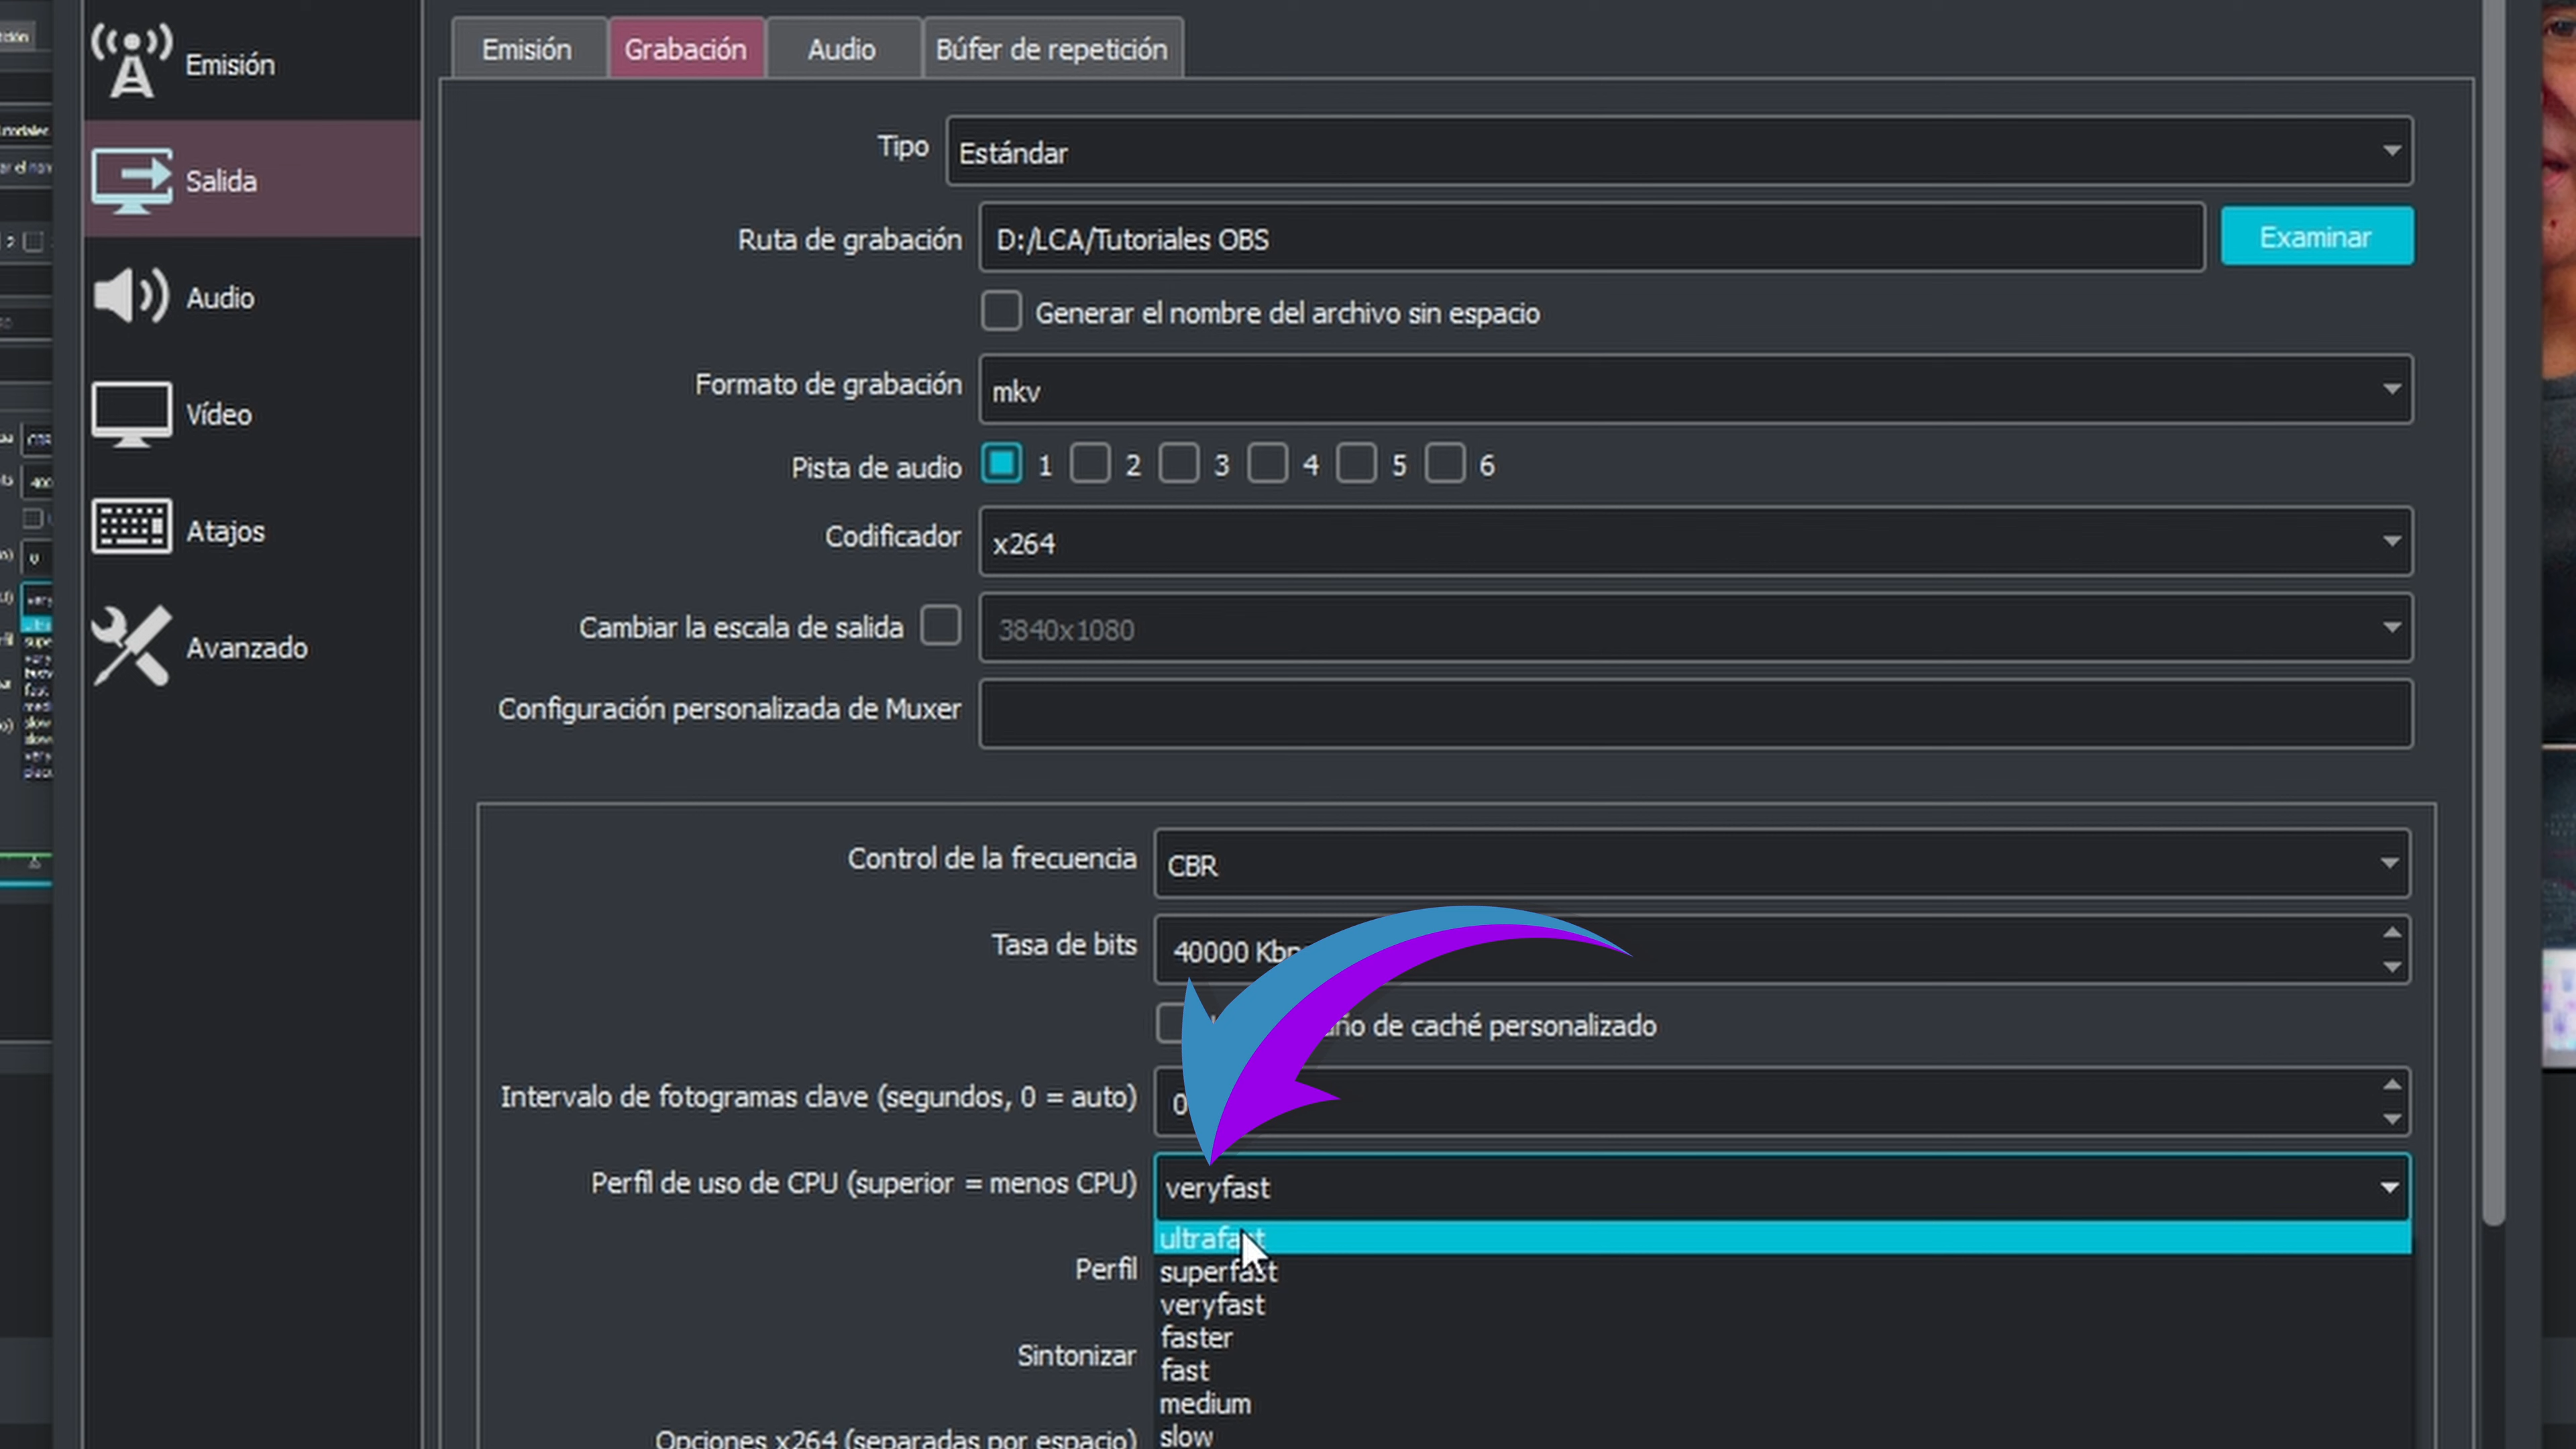 Emisión
Salida
Audio
Vídeo
Atajos
Avanzado
Emisión Grabación Audio Búfer de repetición
Tipo Estándar
Ruta de grabación D:/LCA/Tutoriales OBS Examinar
Generar el nombre del archivo sin espacio
Formato de grabación mkv
Pista de audio 1 2 3 4 5 6
Codificador x264
Cambiar la escala de salida 3840x1080
Configuración personalizada de Muxer
Control de la frecuencia CBR
Tasa de bits 40000
de caché personalizado
Intervalo de fotogramas clave (segundos, 0 = auto) 0
Perfil de uso de CPU (superior = menos CPU) veryfast
ultrafast
superfast
Perfil
veryfast
faster
Sintonizar
fast
medium
slow
Opciones x264 (separadas por espacio)